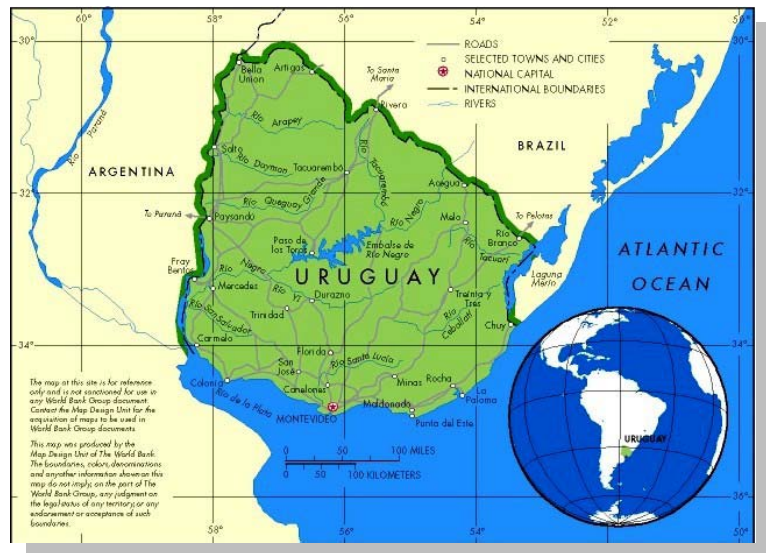 60°
58°
56°
54°
52°
50°
30°
30°
ROADS
SELECTED TOWNS AND CITIES
NATIONAL CAPITAL
INTERNATIONAL BOUNDARIES
RIVERS
Bella
Union
Artigas
To Santa
Maria
Rivera
Río Paraná
Río Arapey
Salto
BRAZIL
ARGENTINA
Río Dayman
Tacuarembó
Río Tacuarembó
Aceguá
32°
32°
Río Queguay Grande
Río Negro
To Paraná
Paysandú
Melo
To Pelotas
Río
Branco
Paso de
los Toros
Embalse de
Río Negro
Río Tacuarí
ATLANTIC
OCEAN
Fray
Bentos
Río Negro
URUGUAY
Laguna
Merín
Mercedes
Río Yi
Durazno
Treinta y
Tres
Trinidad
Río San Salvador
Río Cebollatí
Chuy
34°
34°
Carmelo
Florida
Río Santa Lucía
San
José
Colonia
Canelones
Minas
Rocha
La
Paloma
Río de la Plata
MONTEVIDEO
Maldonado
Punta del Este
The map at this site is for reference
only and is not sanctioned for use in
any World Bank Group document.
Contact the Map Design Unit for the
acquisition of maps to be used in
World Bank Group documents.
This map was produced by the
Map Design Unit of The World Bank.
The boundaries, colors, denominations
and any other information shown on this
map do not imply, on the part of The
World Bank Group, any judgment on
the legal status of any territory, or any
endorsement or acceptance of such
boundaries.
0 50 100 MILES
0 50 100 KILOMETERS
URUGUAY
36°
36°
58°
56°
54°
52°
50°